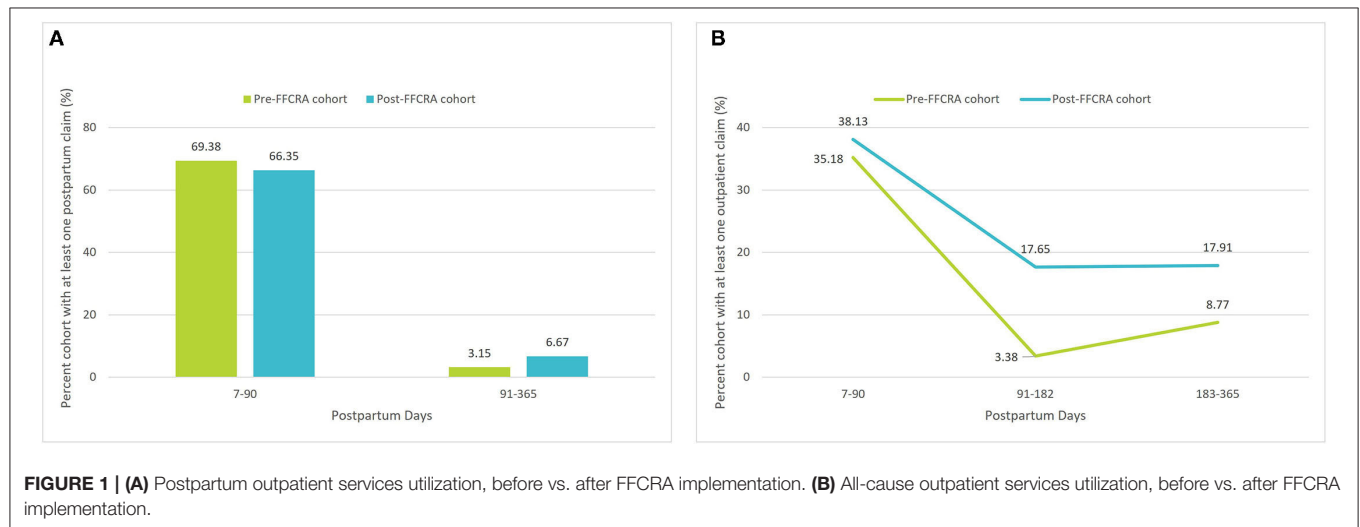 A
Pre-FFCRA cohort
Post-FFCRA cohort
Percent cohort with at least one postpartum claim (%)
80
60
40
20
0
69.38
66.35
3.15
6.67
7-90
91-365
Postpartum Days
B
Pre-FFCRA cohort
Post-FFCRA cohort
Percent cohort with at least one outpatient claim (%)
40
30
20
10
0
38.13
35.18
17.65
17.91
3.38
8.77
7-90
91-182
183-365
Postpartum Days
FIGURE 1 | (A) Postpartum outpatient services utilization, before vs. after FFCRA implementation. (B) All-cause outpatient services utilization, before vs. after FFCRA
implementation.